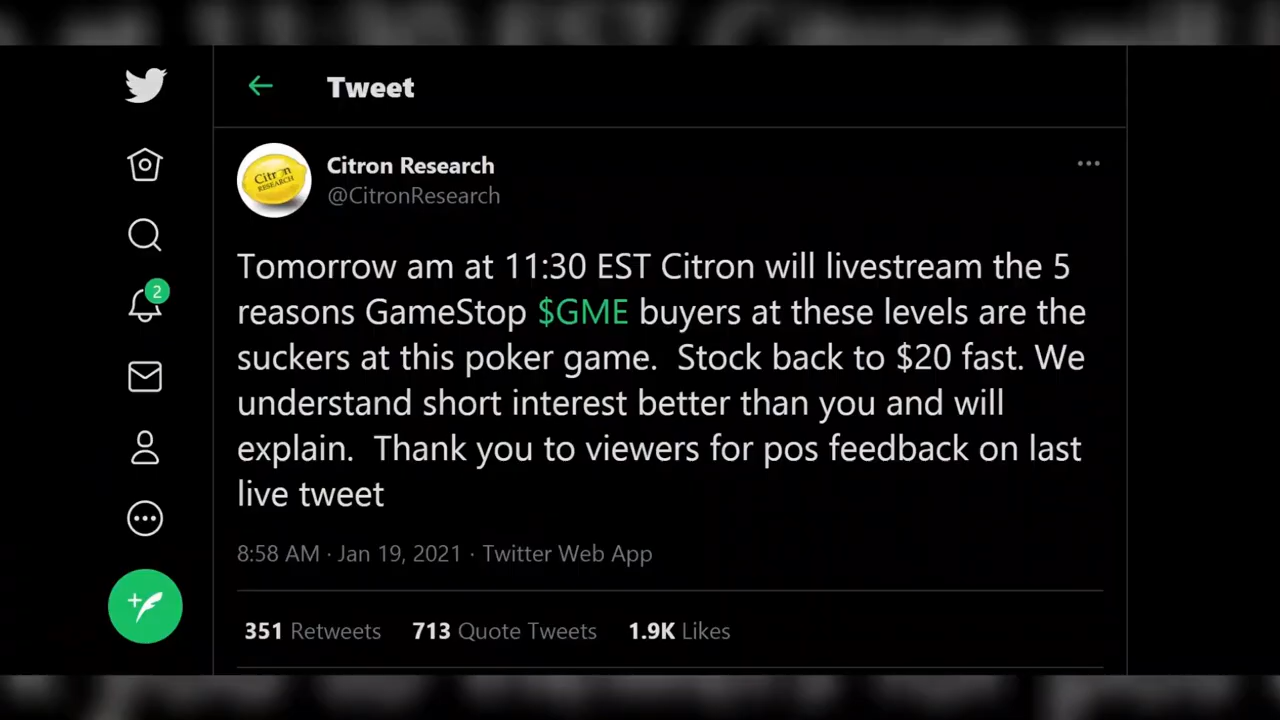 Tweet
Citron
RESEARCH
Citron Research
@CitronResearch
Tomorrow am at 11:30 EST Citron will livestream the 5
reasons GameStop $GME buyers at these levels are the
suckers at this poker game.  Stock back to $20 fast. We
understand short interest better than you and will
explain.  Thank you to viewers for pos feedback on last
live tweet
8:58 AM · Jan 19, 2021 · Twitter Web App
351 Retweets 713 Quote Tweets 1.9K Likes
2